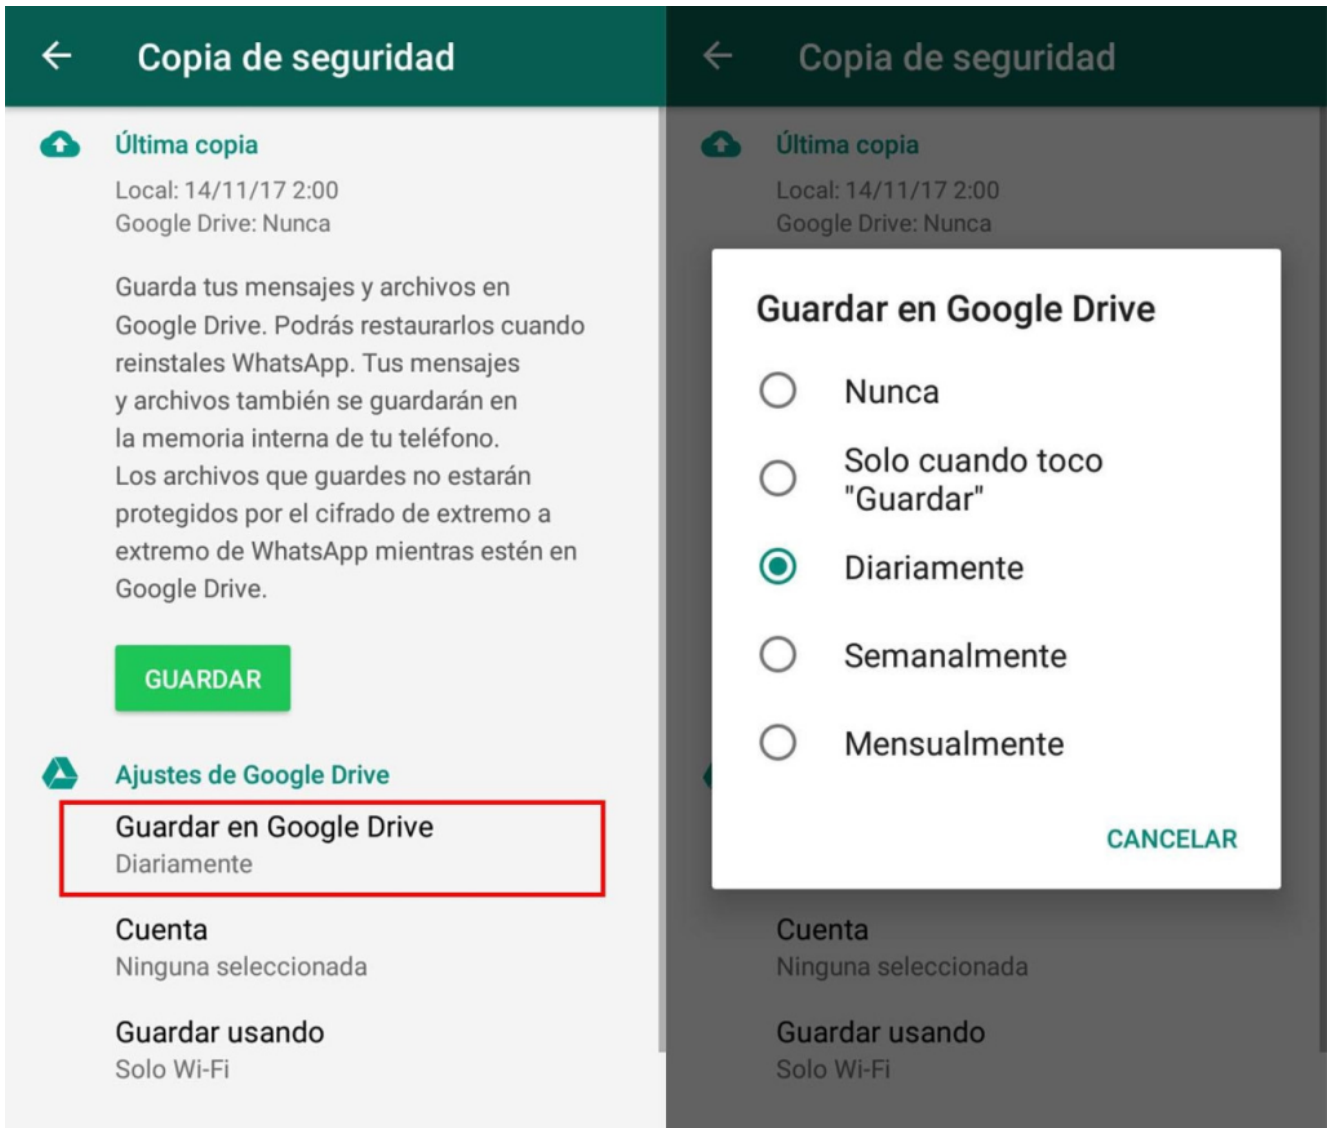 Copia de seguridad
Última copia
Local: 14/11/17 2:00
Google Drive: Nunca
Guarda tus mensajes y archivos en
Google Drive. Podrás restaurarlos cuando
reinstales WhatsApp. Tus mensajes
y archivos también se guardarán en
la memoria interna de tu teléfono.
Los archivos que guardes no estarán
protegidos por el cifrado de extremo a
extremo de WhatsApp mientras estén en
Google Drive.
GUARDAR
Ajustes de Google Drive
Guardar en Google Drive
Diariamente
Cuenta
Ninguna seleccionada
Guardar usando
Solo Wi-Fi
Copia de seguridad
Última copia
Local: 14/11/17 2:00
Google Drive: Nunca
Guardar en Google Drive
Nunca
Solo cuando toco
"Guardar"
Diariamente
Semanalmente
Mensualmente
CANCELAR
Cuenta
Ninguna seleccionada
Guardar usando
Solo Wi-Fi